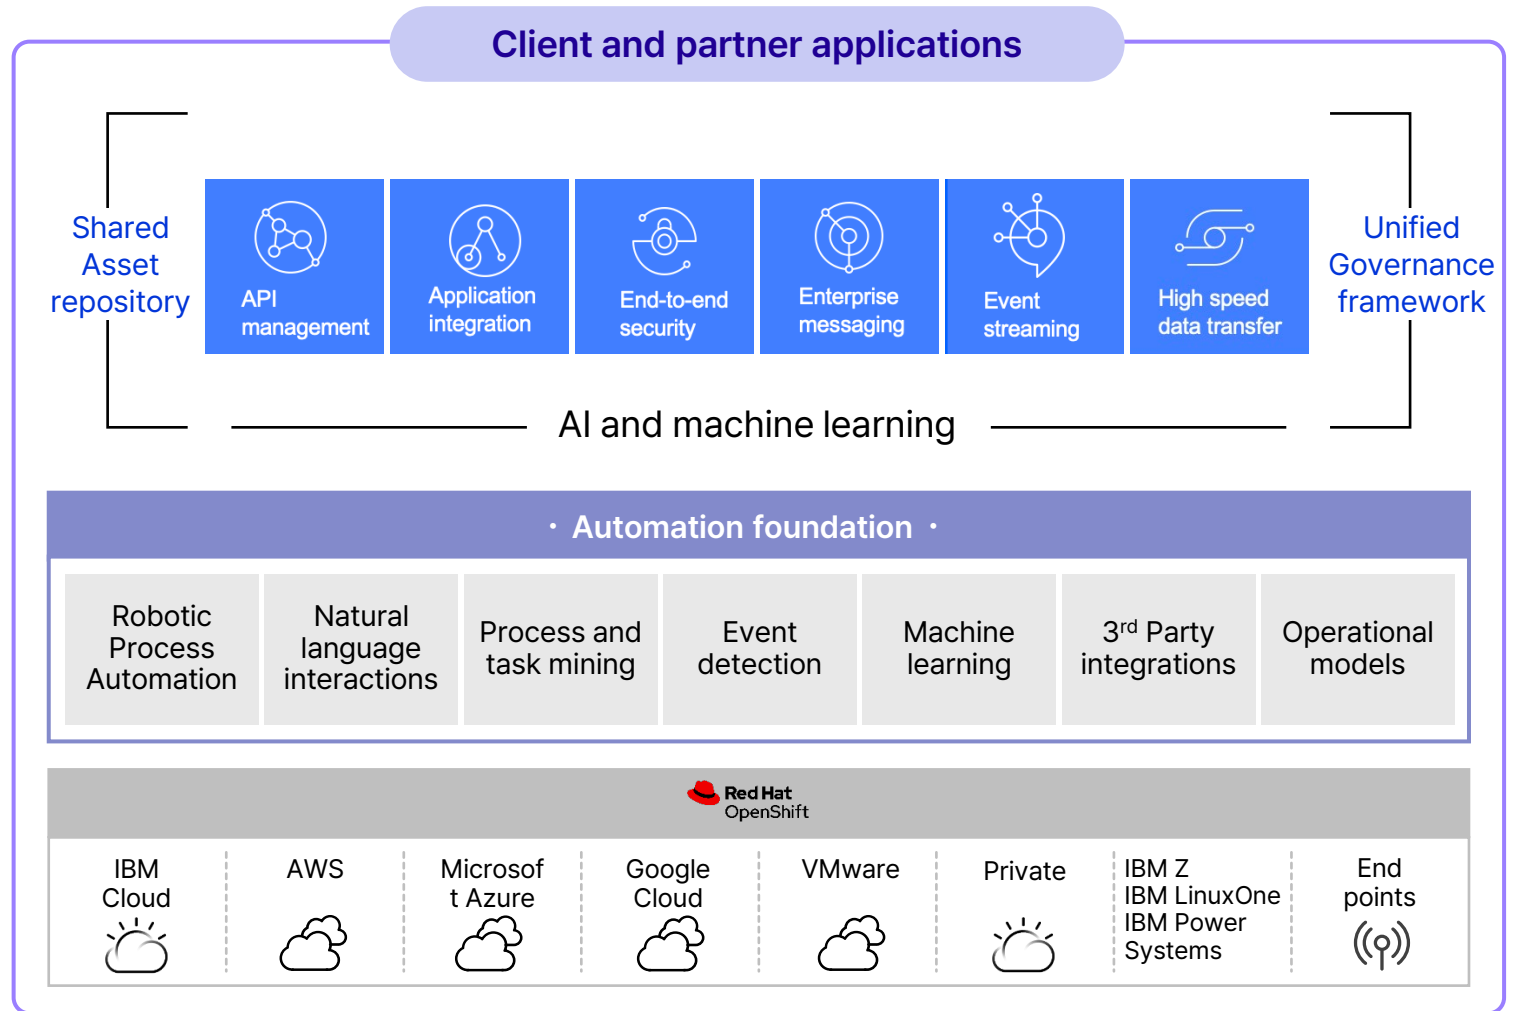 Client and partner applications
Shared
Asset
repository
API
management
Application
integration
End-to-end
security
Enterprise
messaging
Event
streaming
High speed
data transfer
Unified
Governance
framework
AI and machine learning
· Automation foundation ·
Robotic
Process
Automation
Natural
language
interactions
Process and
task mining
Event
detection
Machine
learning
3rd Party
integrations
Operational
models
Red Hat
OpenShift
IBM
Cloud
AWS
Microsof
t Azure
Google
Cloud
VMware
Private
IBM Z
IBM LinuxOne
IBM Power
Systems
End
points